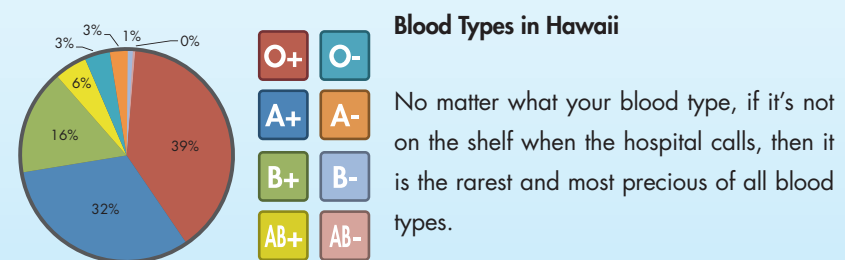 3%
3%
1%
0%
6%
16%
39%
32%
O+ O-
A+ A-
B+ B-
AB+ AB-
Blood Types in Hawaii
No matter what your blood type, if it’s not
on the shelf when the hospital calls, then it
is the rarest and most precious of all blood
types.